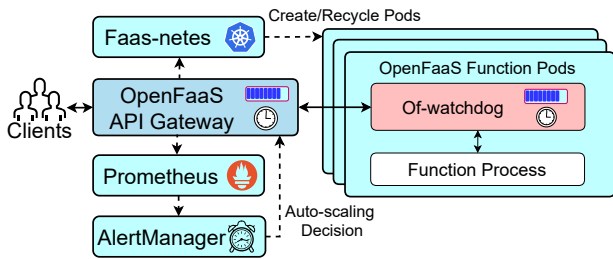 Create/Recycle Pods
Faas-netes
OpenFaaS Function Pods
OpenFaaS
API Gateway
Of-watchdog
Clients
Function Process
Prometheus
Auto-scaling
Decision
AlertManager